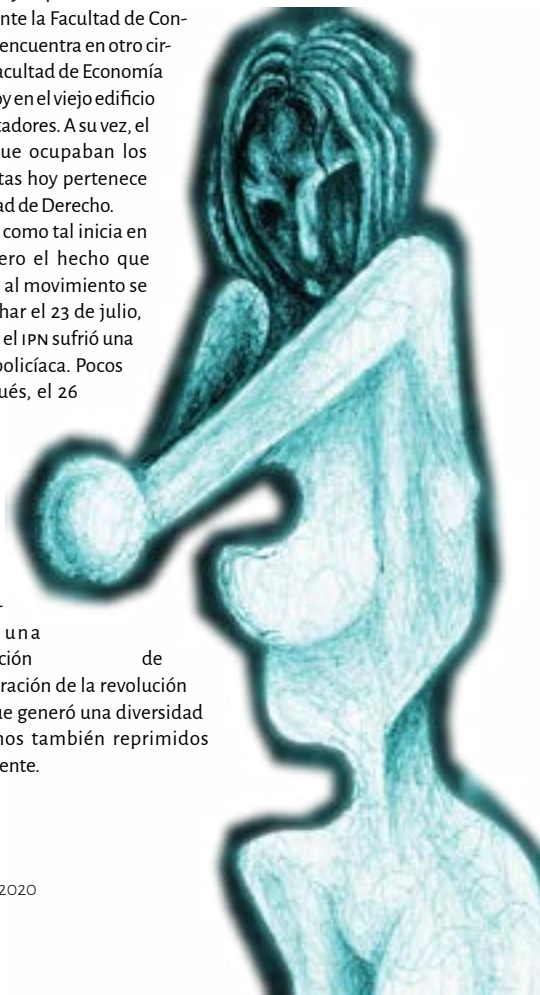 nte la Facultad de Con-
encuentra en otro cir-
acultad de Economía
oy en el viejo edificio
tadores. A su vez, el
ue ocupaban los
tas hoy pertenece
ad de Derecho.
como tal inicia en
ero el hecho que
al movimiento se
har el 23 de julio,
el IPN sufrió una
policíaca. Pocos
ués, el 26
una
ción de
ración de la revolución
ue generó una diversidad
nos también reprimidos
ente.
2020